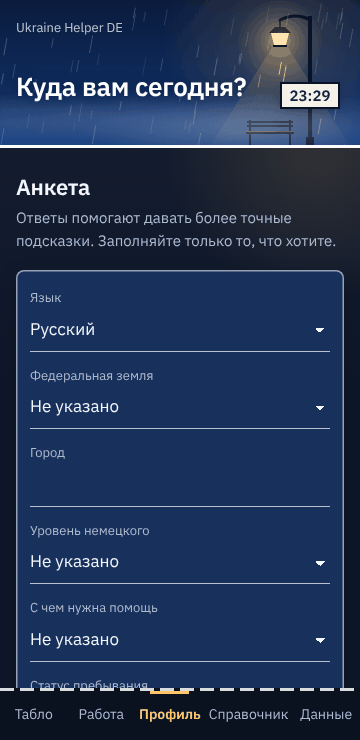 Ukraine Helper DE
Куда вам сегодня?
23:29
Анкета
Ответы помогают давать более точные
подсказки. Заполняйте только то, что хотите.
Язык
Русский
Федеральная земля
Не указано
Город
Уровень немецкого
Не указано
С чем нужна помощь
Не указано
Статус пребывания
Табло Работа Профиль Справочник Данные